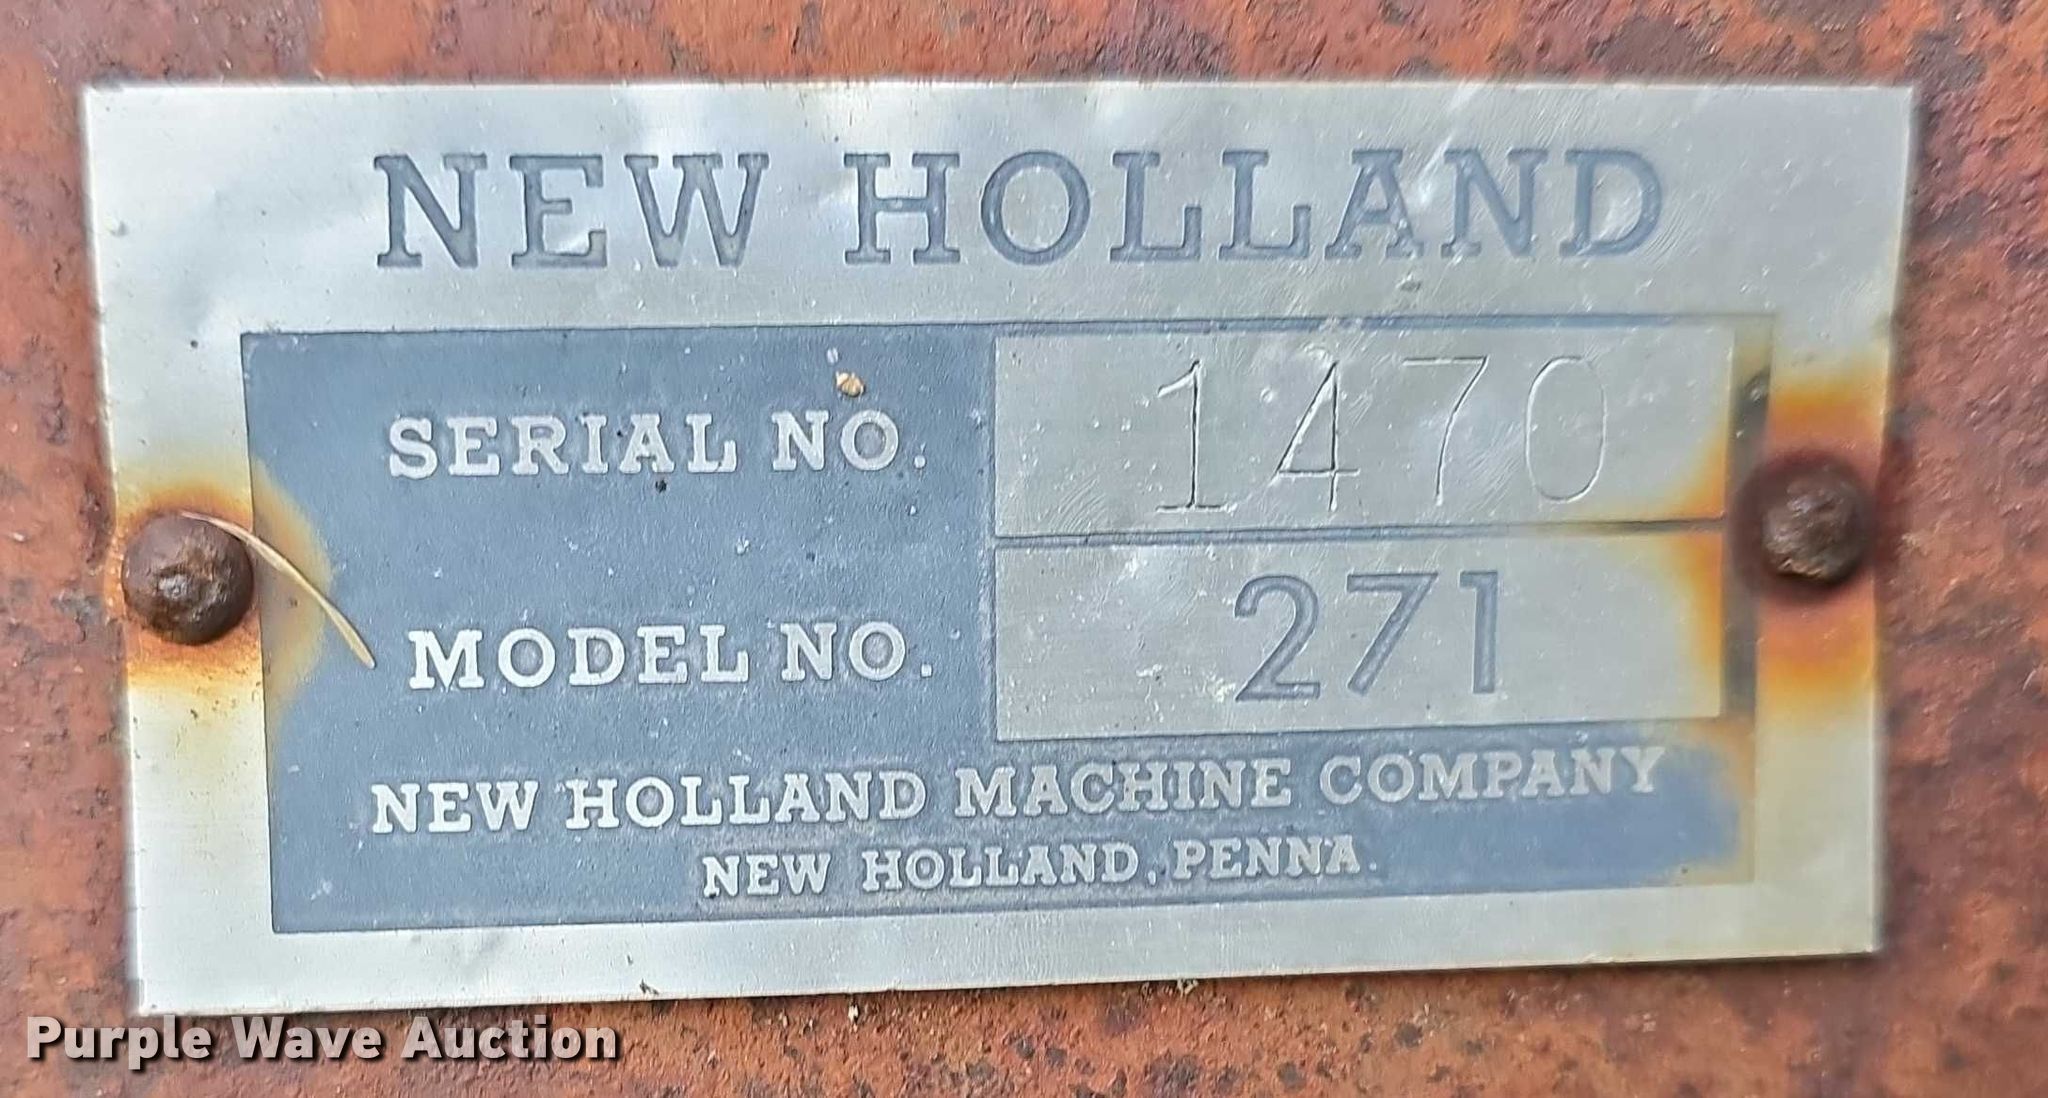 NEW HOLLAND
SERIAL NO. 1470
MODEL NO. 271
NEW HOLLAND MACHINE COMPANY
NEW HOLLAND, PENNA.
Purple Wave Auction